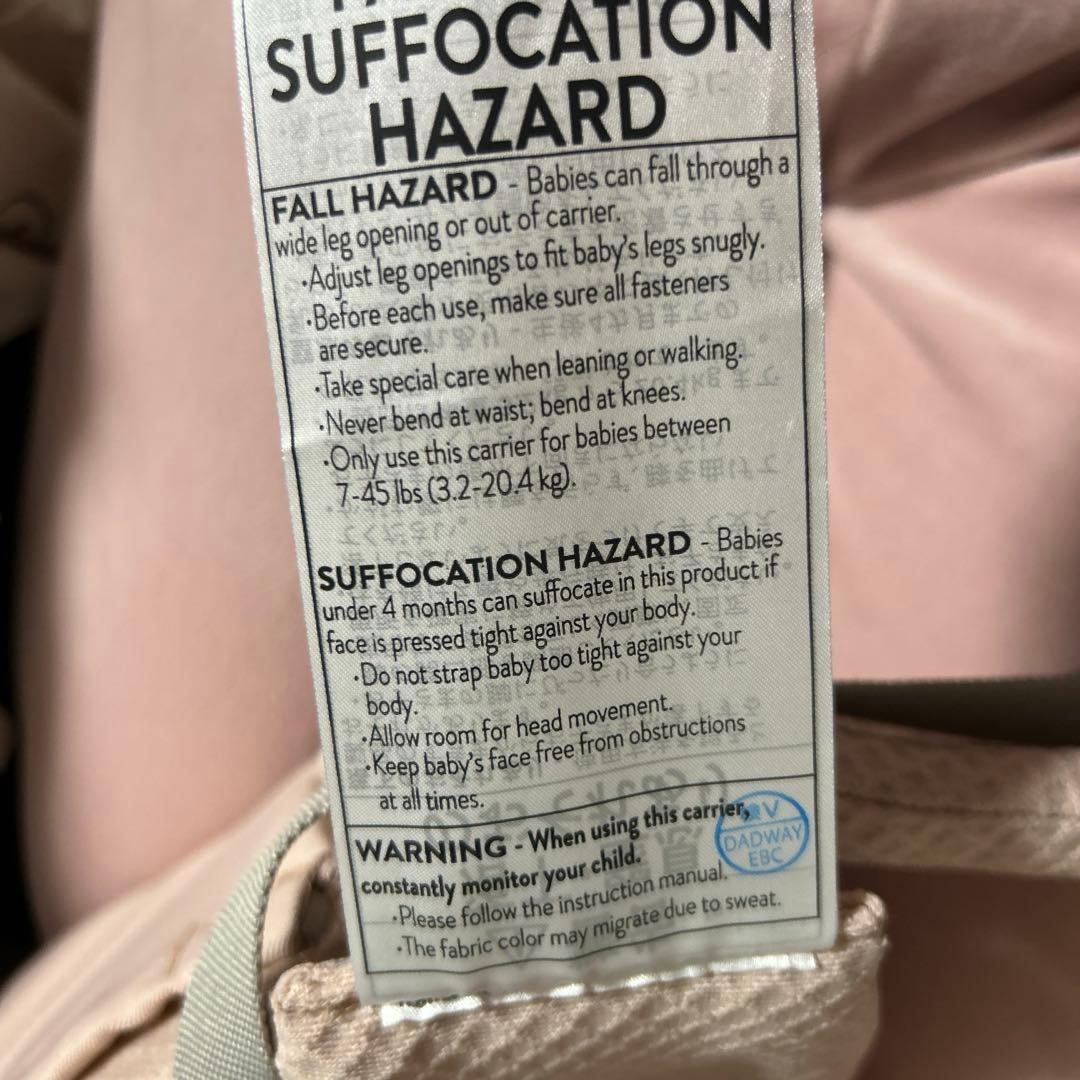 SUFFOCATION
HAZARD
FALL HAZARD - Babies can fall through a
wide leg opening or out of carrier.
·Adjust leg openings to fit baby's legs snugly.
·Before each use, make sure all fasteners
are secure.
·Take special care when leaning or walking.
·Never bend at waist; bend at knees.
·Only use this carrier for babies between
7-45 lbs (3.2-20.4 kg).
SUFFOCATION HAZARD - Babies
under 4 months can suffocate in this product if
face is pressed tight against your body.
·Do not strap baby too tight against your
body.
·Allow room for head movement.
·Keep baby's face free from obstructions
at all times.
WARNING - When using this carrier,
constantly monitor your child.
·Please follow the instruction manual.
·The fabric color may migrate due to sweat.
DADWAY
EBC